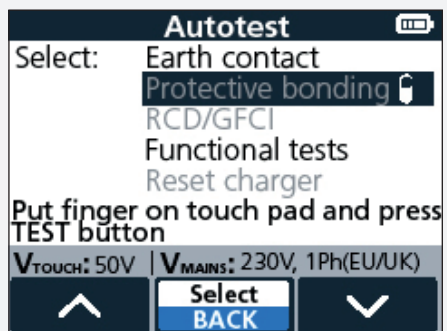 Autotest
Select: Earth contact
Protective bonding
RCD/GFCI
Functional tests
Reset charger
Put finger on touch pad and press
TEST button
VTOUCH: 50V | VMAINS: 230V, 1Ph(EU/UK)
Select
BACK